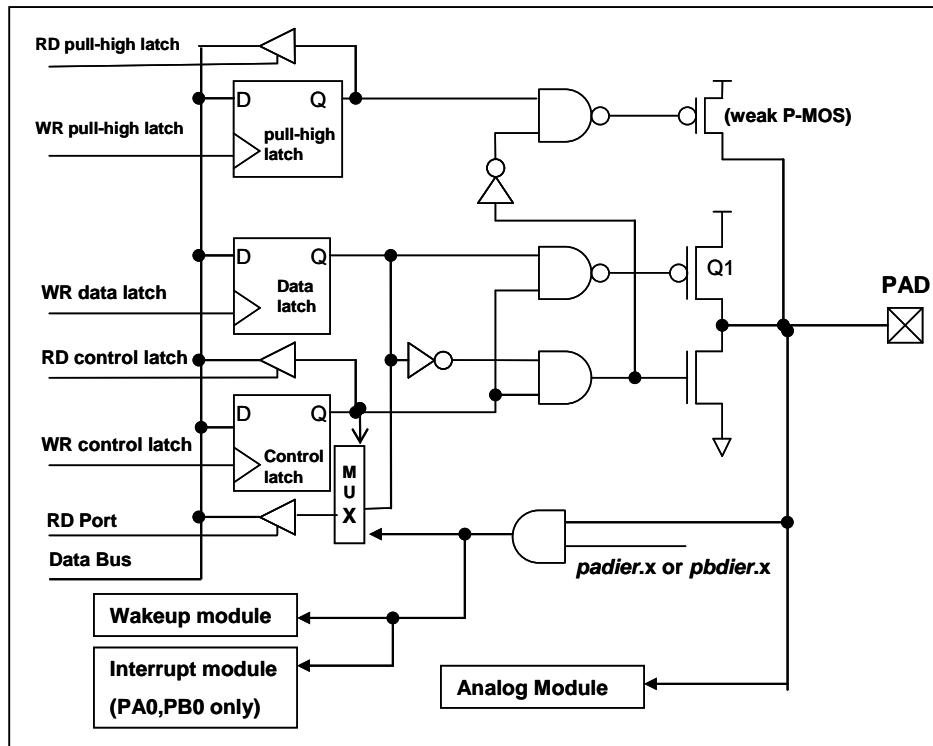 RD pull-high latch
D Q
WR pull-high latch
pull-high
latch
(weak P-MOS)
D Q
Data
latch
WR data latch
Q1
PAD
RD control latch
D Q
WR control latch
Control
latch
M
U
X
RD Port
Data Bus
padier.x or pbdier.x
Wakeup module
Interrupt module
(PA0,PB0 only)
Analog Module